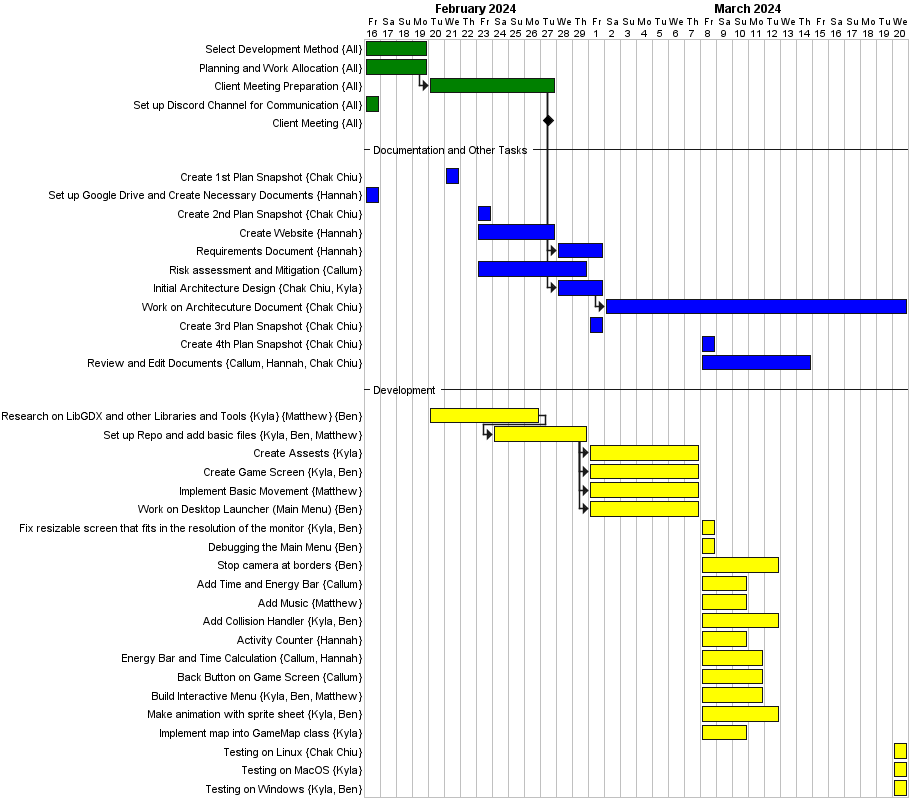 February 2024 March 2024
Fr Sa Su Mo Tu We Th Fr Sa Su Mo Tu We Th Fr Sa Su Mo Tu We Th Fr Sa Su Mo Tu We Th Fr Sa Su Mo Tu We
16 17 18 19 20 21 22 23 24 25 26 27 28 29 1 2 3 4 5 6 7 8 9 10 11 12 13 14 15 16 17 18 19 20
Select Development Method {All}
Planning and Work Allocation {All}
Client Meeting Preparation {All}
Set up Discord Channel for Communication {All}
Client Meeting {All}
Documentation and Other Tasks
Create 1st Plan Snapshot {Chak Chiu}
Set up Google Drive and Create Necessary Documents {Hannah}
Create 2nd Plan Snapshot {Chak Chiu}
Create Website {Hannah}
Requirements Document {Hannah}
Risk assessment and Mitigation {Callum}
Initial Architecture Design {Chak Chiu, Kyla}
Work on Architecuture Document {Chak Chiu}
Create 3rd Plan Snapshot {Chak Chiu}
Create 4th Plan Snapshot {Chak Chiu}
Review and Edit Documents {Callum, Hannah, Chak Chiu}
Development
Research on LibGDX and other Libraries and Tools {Kyla} {Matthew} {Ben}
Set up Repo and add basic files {Kyla, Ben, Matthew}
Create Assests {Kyla}
Create Game Screen {Kyla, Ben}
Implement Basic Movement {Matthew}
Work on Desktop Launcher (Main Menu) {Ben}
Fix resizable screen that fits in the resolution of the monitor {Kyla, Ben}
Debugging the Main Menu {Ben}
Stop camera at borders {Ben}
Add Time and Energy Bar {Callum}
Add Music {Matthew}
Add Collision Handler {Kyla, Ben}
Activity Counter {Hannah}
Energy Bar and Time Calculation {Callum, Hannah}
Back Button on Game Screen {Callum}
Build Interactive Menu {Kyla, Ben, Matthew}
Make animation with sprite sheet {Kyla, Ben}
Implement map into GameMap class {Kyla}
Testing on Linux {Chak Chiu}
Testing on MacOS {Kyla}
Testing on Windows {Kyla, Ben}